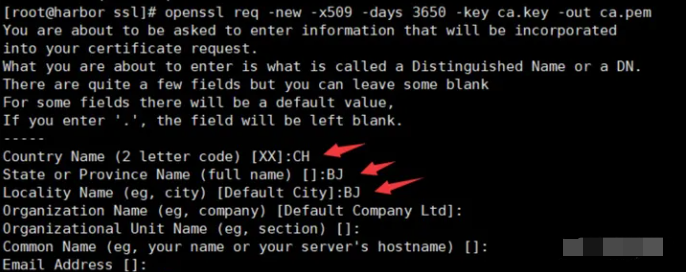 [root@harbor ssl]# openssl req -new -x509 -days 3650 -key ca.key -out ca.pem
You are about to be asked to enter information that will be incorporated
into your certificate request.
What you are about to enter is what is called a Distinguished Name or a DN.
There are quite a few fields but you can leave some blank
For some fields there will be a default value,
If you enter '.', the field will be left blank.
-----
Country Name (2 letter code) [XX]:CH
State or Province Name (full name) []:BJ
Locality Name (eg, city) [Default City]:BJ
Organization Name (eg, company) [Default Company Ltd]:
Organizational Unit Name (eg, section) []:
Common Name (eg, your name or your server's hostname) []:
Email Address []: